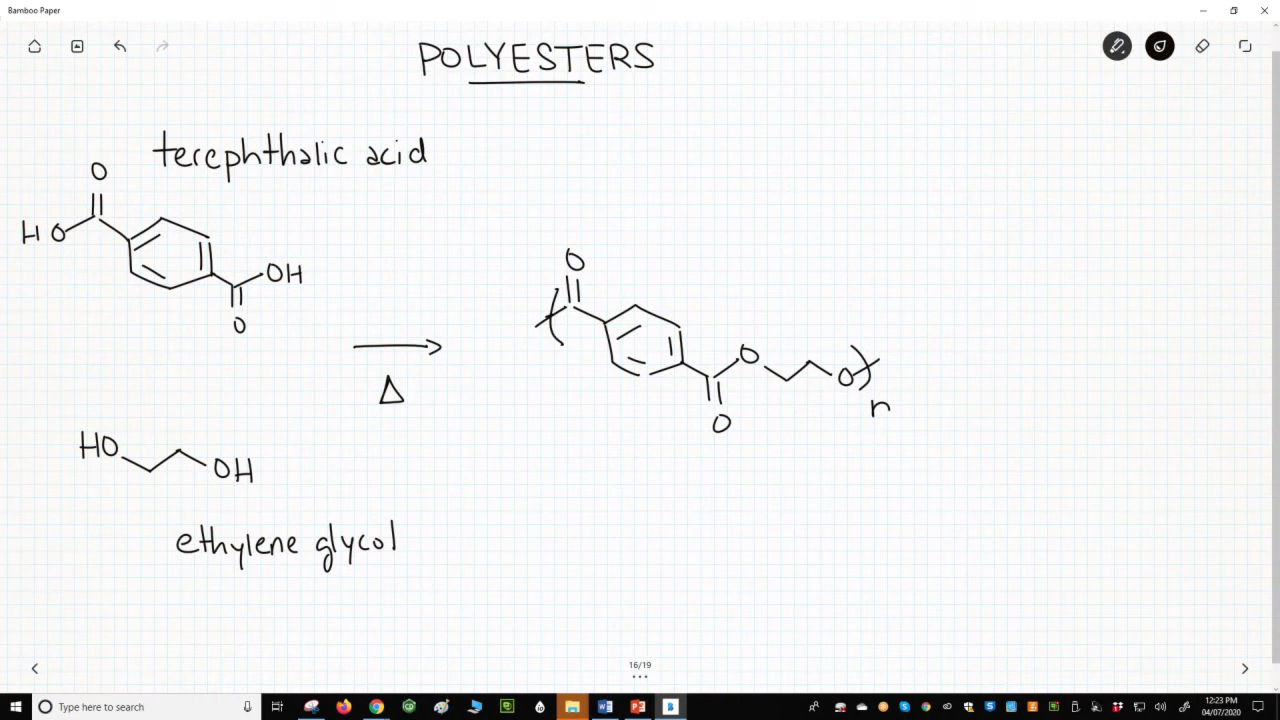 Bamboo Paper
POLYESTERS
terephthalic acid
O
HO
OH
O
O
O
O
O
n
Δ
HO
OH
ethylene glycol
16/19
Type here to search
12:23 PM
04/07/2020